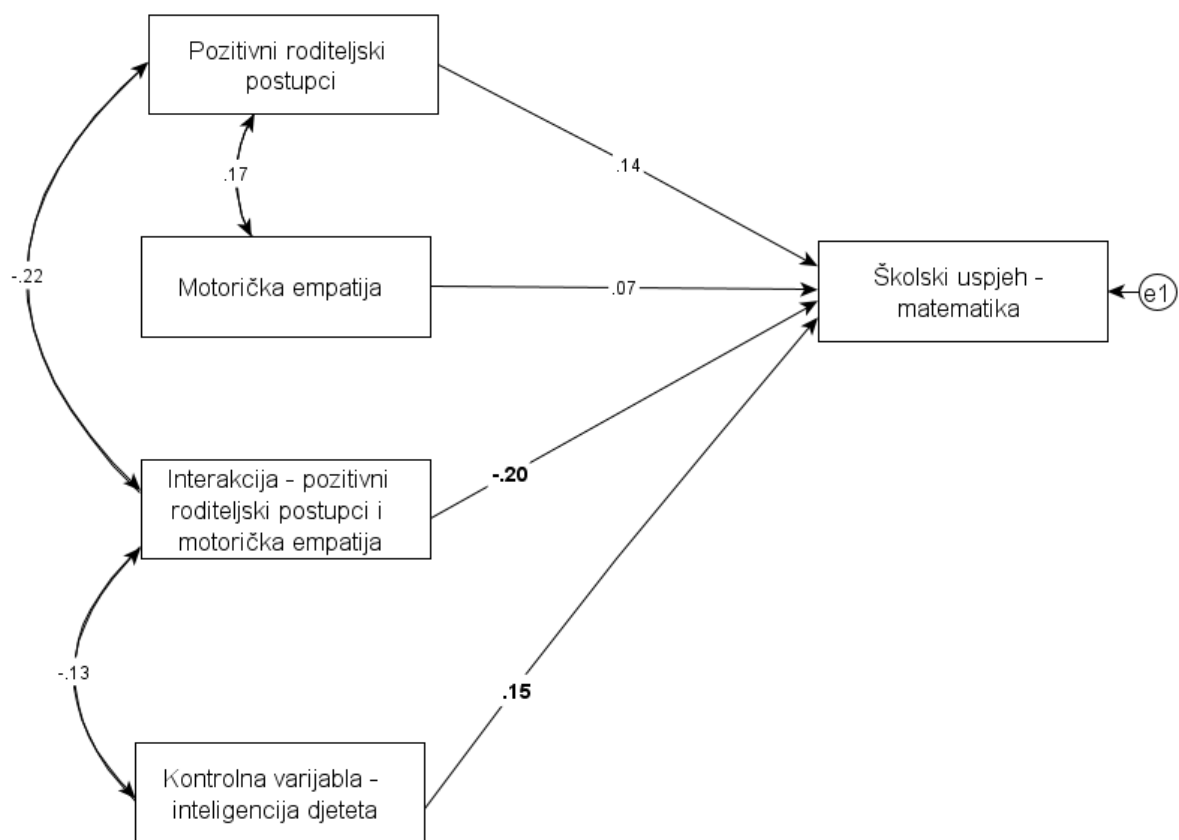 Pozitivni roditeljski
postupci
.17
.14
-.22
Motorička empatija
.07
Školski uspjeh -
matematika
e1
Interakcija - pozitivni
roditeljski postupci i
motorička empatija
-.20
-.13
.15
Kontrolna varijabla -
inteligencija djeteta